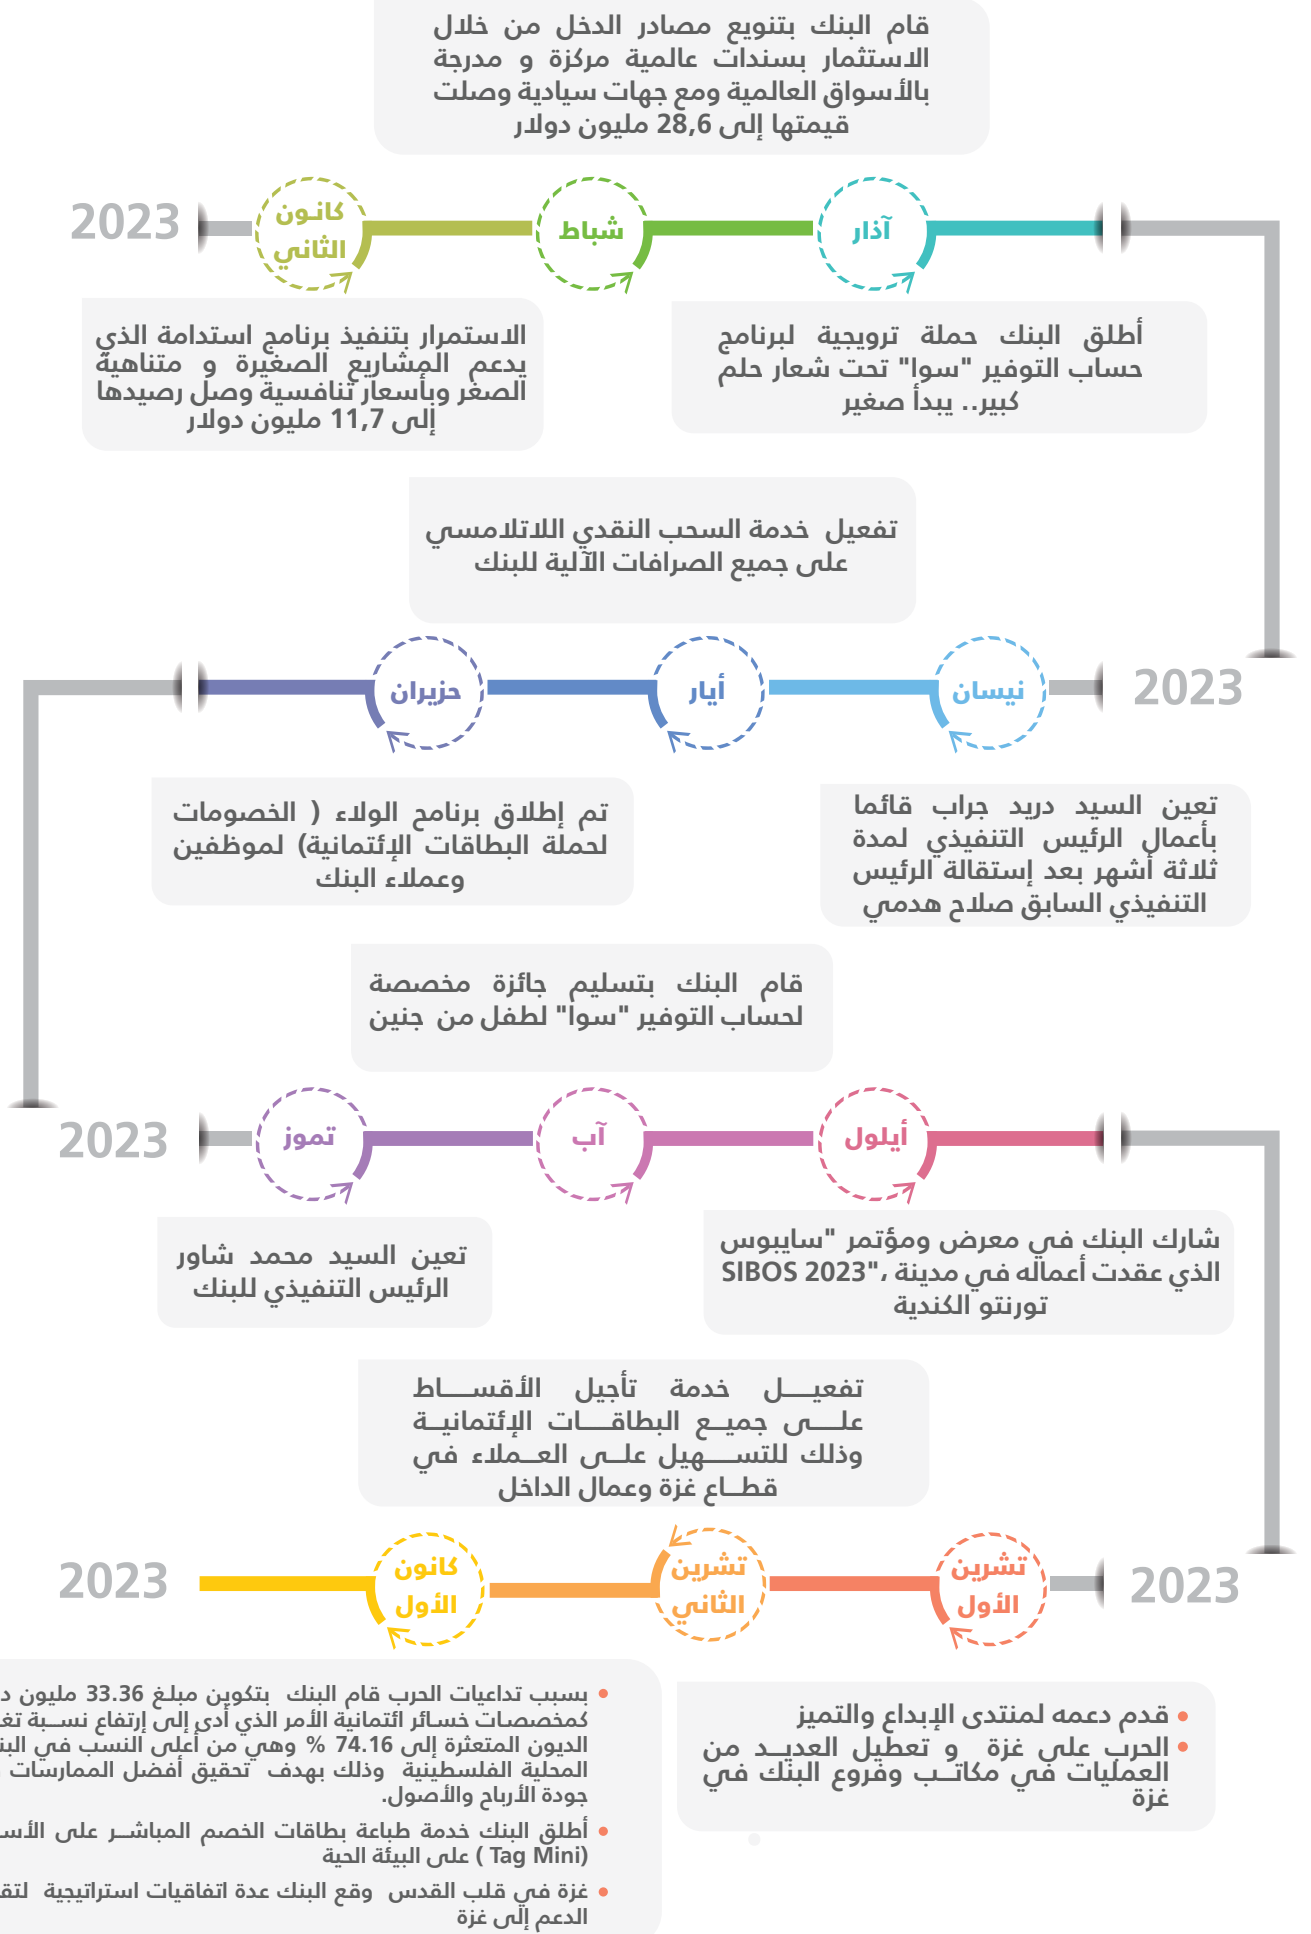 قام البنك بتنويع مصادر الدخل من خلال
الاستثمار بسندات عالمية مركزة و مدرجة
بالأسواق العالمية ومع جهات سيادية وصلت
قيمتها إلى 28,6 مليون دولار
2023
كانون
الثاني
شباط
آذار
الاستمرار بتنفيذ برنامج استدامة الذي
يدعم المشاريع الصغيرة و متناهية
الصغر وبأسعار تنافسية وصل رصيدها
إلى 11,7 مليون دولار
أطلق البنك حملة ترويجية لبرنامج
حساب التوفير "سوا" تحت شعار حلم
كبير.. يبدأ صغير
تفعيل خدمة السحب النقدي اللاتلامسي
على جميع الصرافات الآلية للبنك
2023
نيسان
أيار
حزيران
تعين السيد دريد جراب قائما
بأعمال الرئيس التنفيذي لمدة
ثلاثة أشهر بعد إستقالة الرئيس
التنفيذي السابق صلاح هدمي
تم إطلاق برنامج الولاء ( الخصومات
لحملة البطاقات الإئتمانية) لموظفين
وعملاء البنك
قام البنك بتسليم جائزة مخصصة
لحساب التوفير "سوا" لطفل من جنين
2023
تموز
آب
أيلول
تعين السيد محمد شاور
الرئيس التنفيذي للبنك
شارك البنك في معرض ومؤتمر "سايبوس
SIBOS 2023"، الذي عقدت أعماله في مدينة
تورنتو الكندية
تفعيــــل خدمة تأجيل الأقســــاط
علــــى جميــع البطاقــــات الإئتمانيــة
وذلك للتســــهيل علــى العــملاء في
قطــاع غزة وعمال الداخل
2023
تشرين
الأول
تشرين
الثاني
كانون
الأول
2023
• قدم دعمه لمنتدى الإبداع والتميز
• الحرب على غزة و تعطيل العديــد من
العمليات في مكاتــب وفروع البنك في
غزة
• بسبب تداعيات الحرب قام البنك بتكوين مبلـغ 33.36 مليون
كمخصصـات خسـائر ائتمانية الأمر الذي أدى إلى إرتفاع نســبة
الديون المتعثرة إلى 74.16 % وهي من أعلى النسب في
المحلية الفلسطينية وذلك بهدف تحقيق أفضل الممارسات
جودة الأرباح والأصول.
• أطلق البنك خدمة طباعة بطاقات الخصم المباشــر على
(Tag Mini ) على البيئة الحية
• غزة في قلب القدس وقع البنك عدة اتفاقيات استراتيجية
الدعم إلى غزة